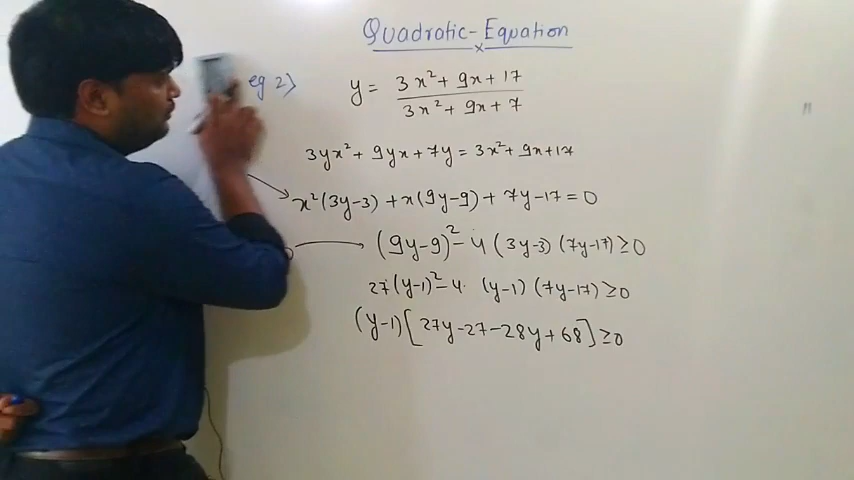 Quadratic-Equation
x
eg 2> y = (3x² + 9x + 17)/(3x² + 9x + 7)
3yx² + 9yx + 7y = 3x² + 9x + 17
x²(3y-3) + x(9y-9) + 7y-17 = 0
(9y-9)² - 4(3y-3)(7y-17) ≥ 0
27(y-1)² - 4. (y-1)(7y-17) ≥ 0
(y-1)[27y-27-28y+68] ≥ 0